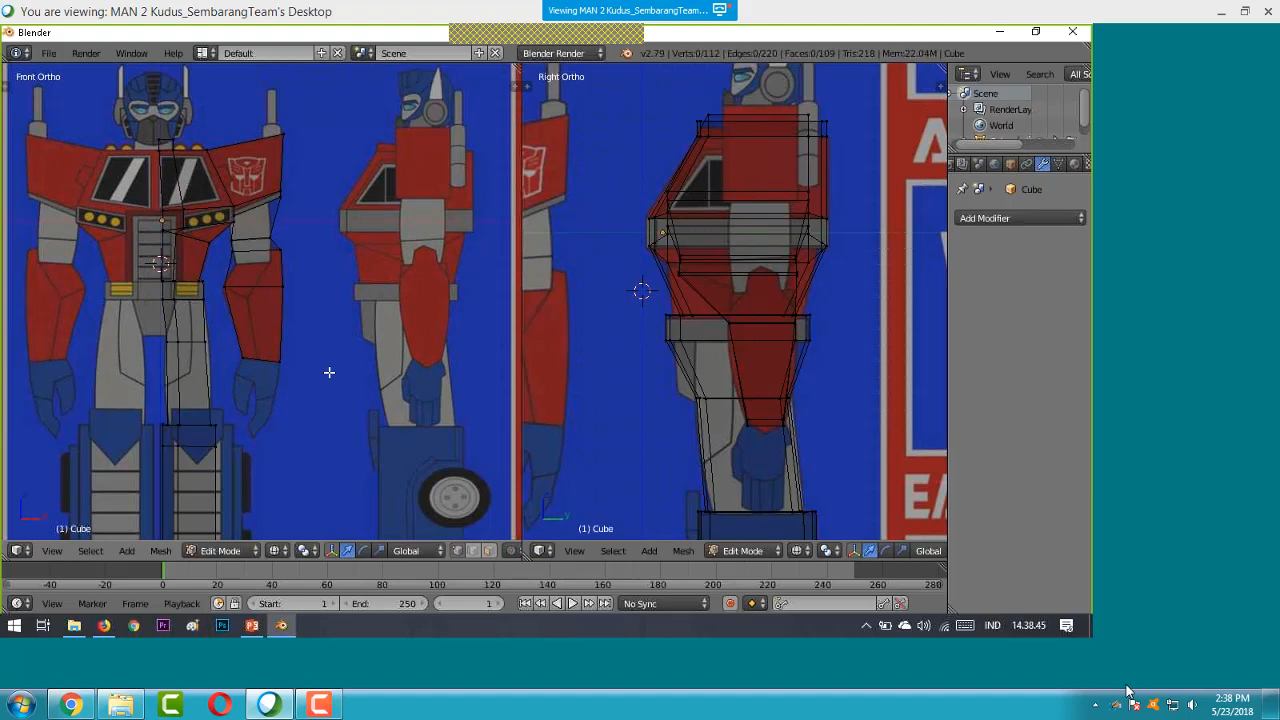 You are viewing: MAN 2 Kudus_SembarangTeam's Desktop
Viewing MAN 2 Kudus_SembarangTeam...
Blender
File Render Window Help Default Scene Blender Render v2.79 | Verts:0/112 | Edges:0/220 | Faces:0/109 | Tris:218 | Mem:22.04M | Cube
Front Ortho
Right Ortho
View Search All Sc
Scene
RenderLay
World
Cube
Add Modifier
(1) Cube
(1) Cube
View Select Add Mesh Edit Mode Global
View Select Add Mesh Edit Mode Global
-40 -20 0 20 40 60 80 100 120 140 160 180 200 220 240 260 280
View Marker Frame Playback Start: 1 End: 250 1 No Sync
IND 14.38.45
2:38 PM
5/23/2018